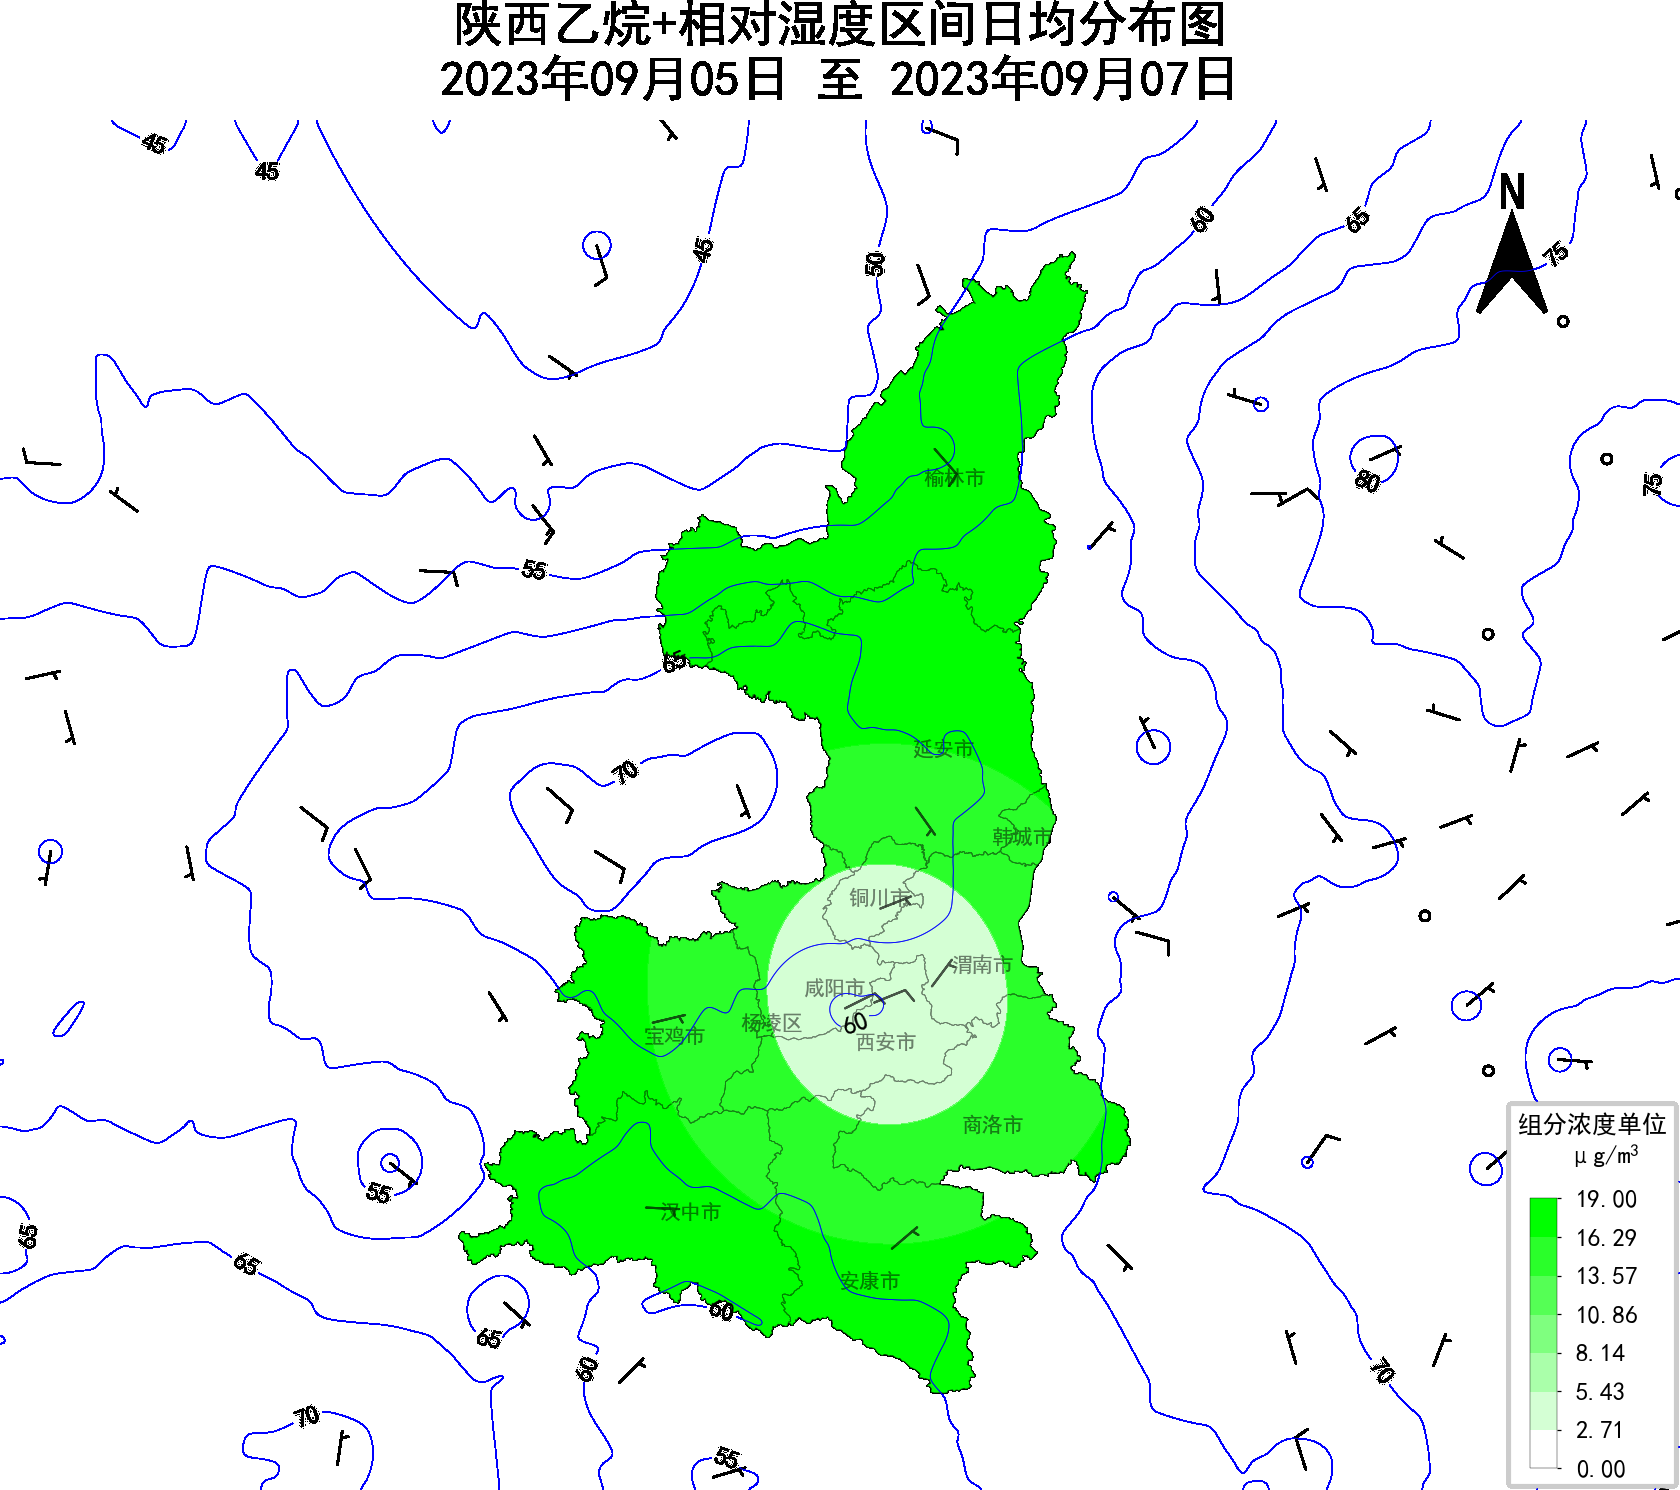 陕西乙烷+相对湿度区间日均分布图
2023年09月05日 至 2023年09月07日
45
45
45
50
60
65
75
N
55
65
80
75
70
榆林市
延安市
韩城市
铜川市
渭南市
咸阳市
杨凌区
宝鸡市
西安市
60
商洛市
汉中市
安康市
55
65
65
65
60
60
70
55
70
组分浓度单位
μg/m³
19.00
16.29
13.57
10.86
8.14
5.43
2.71
0.00